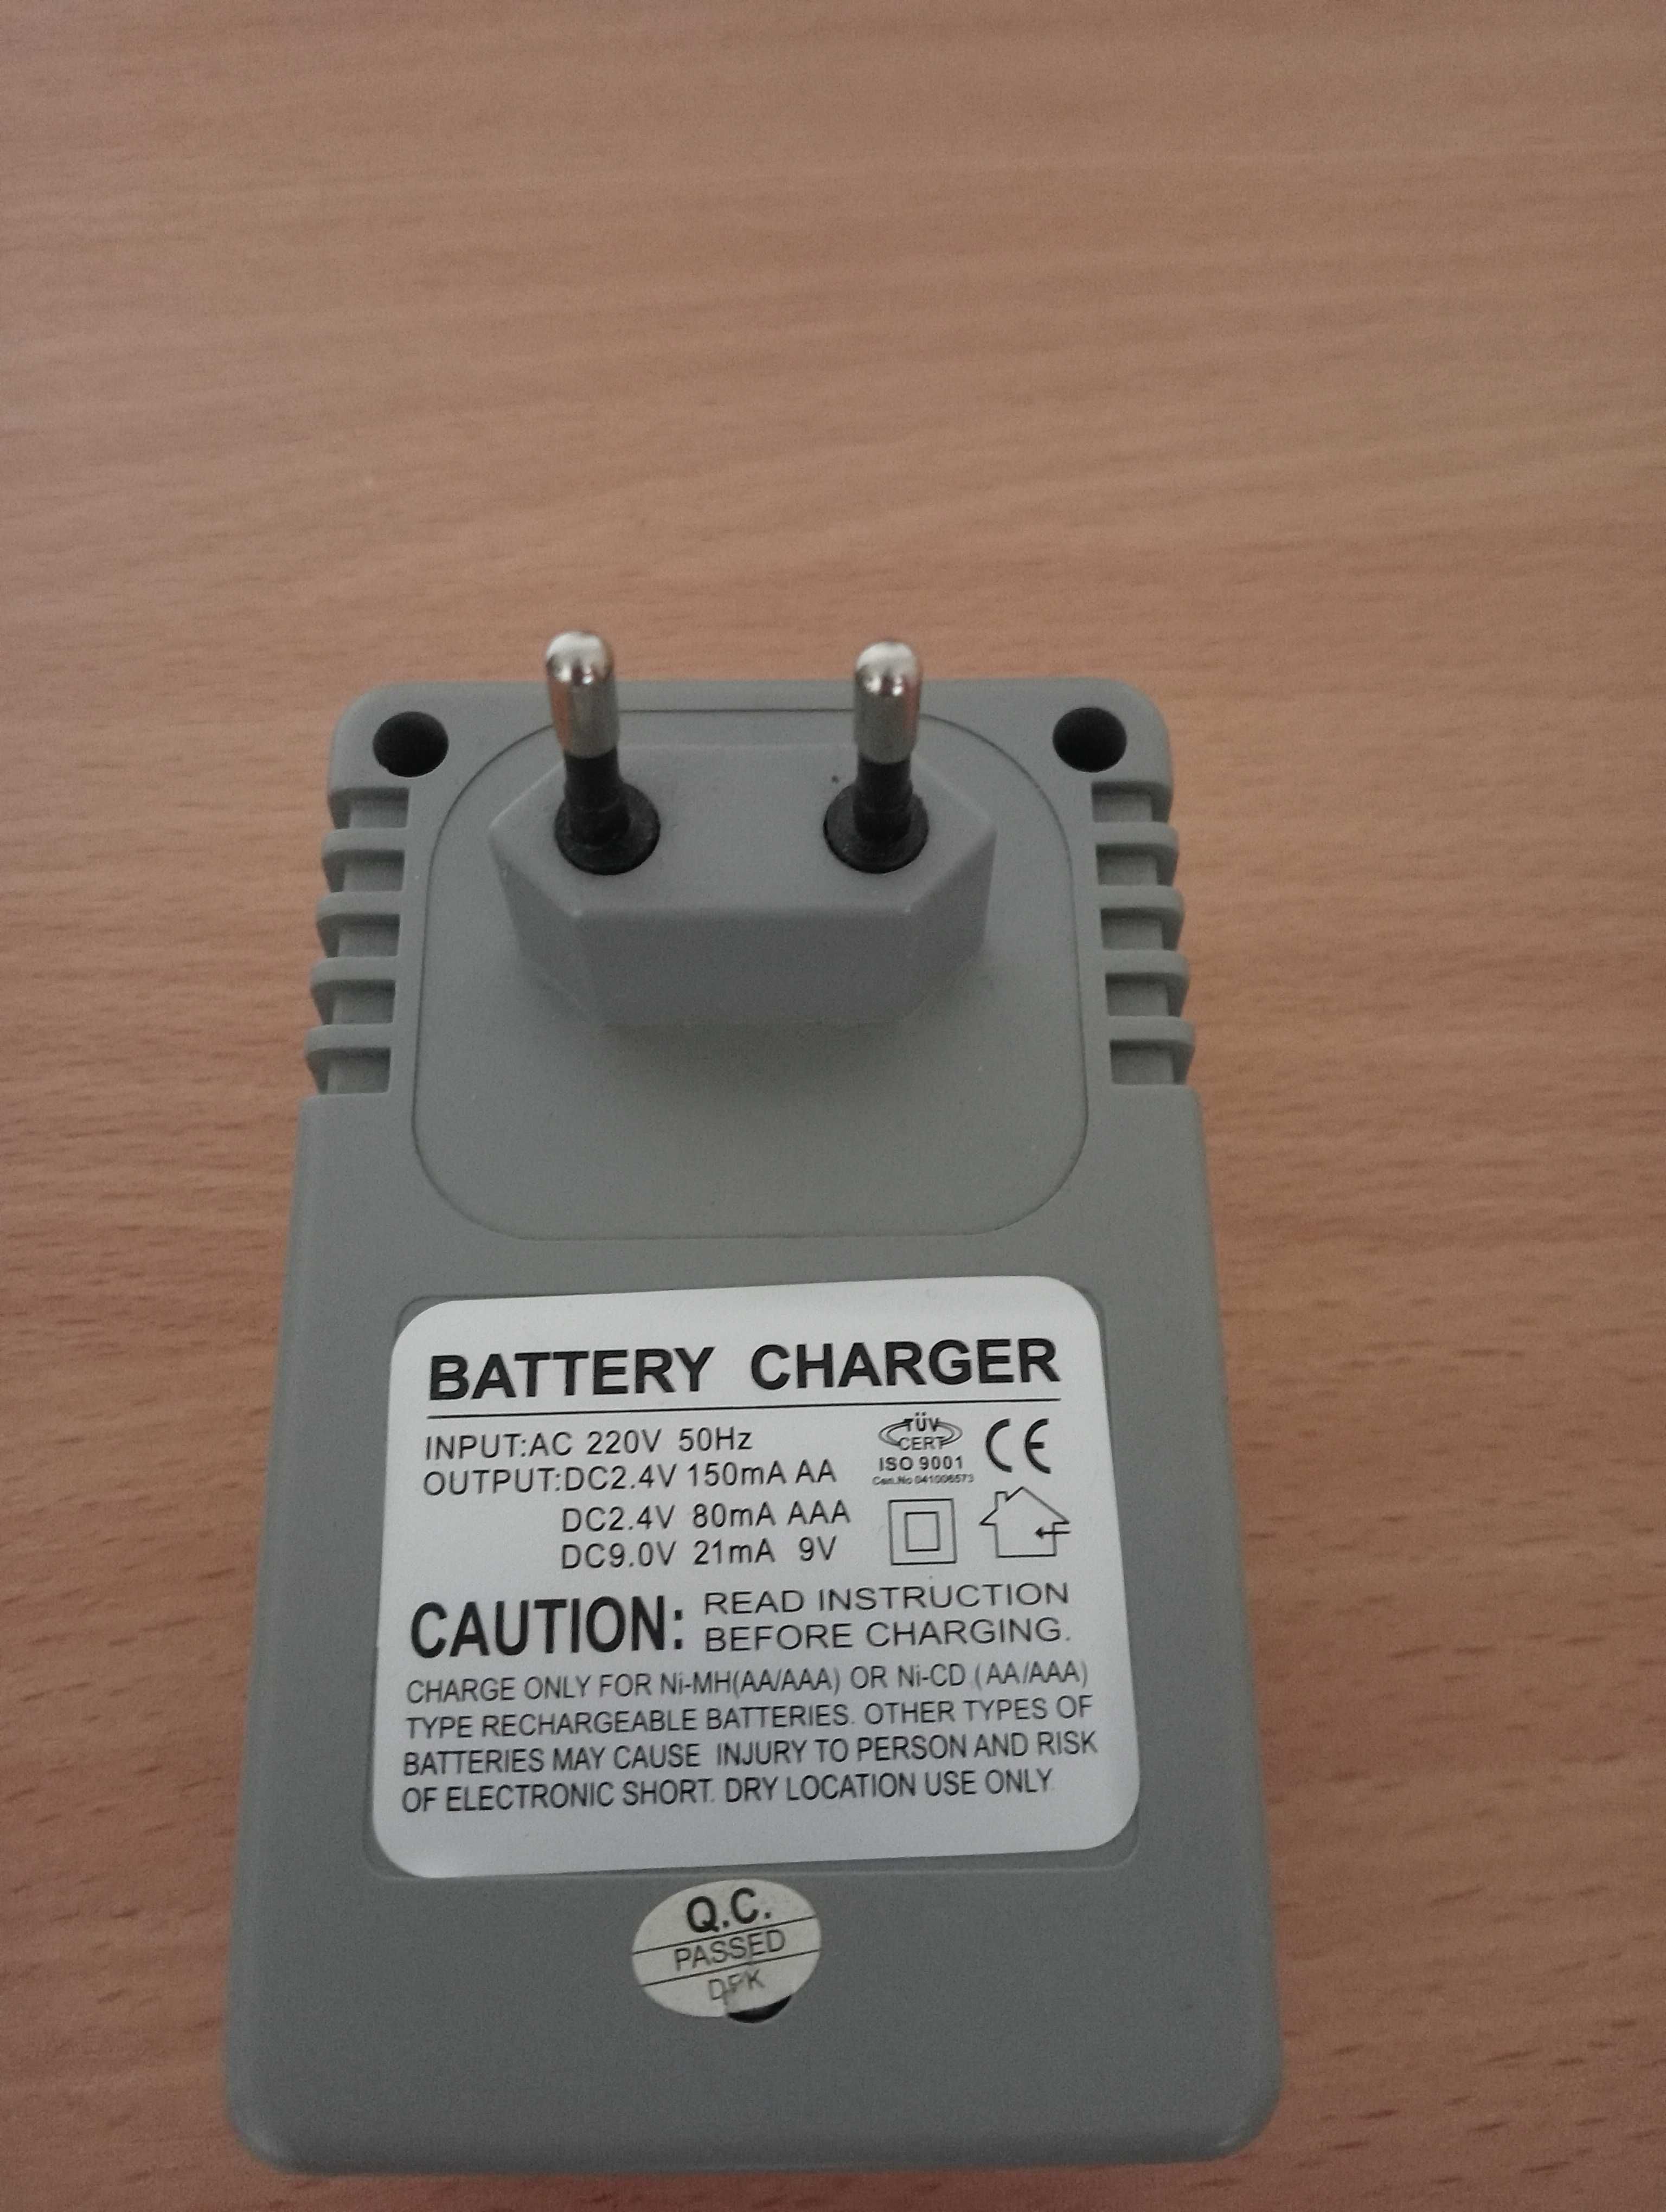 BATTERY CHARGER
INPUT:AC 220V 50Hz
OUTPUT:DC2.4V 150mA AA
DC2.4V 80mA AAA
DC9.0V 21mA 9V
TÜV
CERT
ISO 9001
Cen.No 041006573
CE
CAUTION: READ INSTRUCTION
BEFORE CHARGING.
CHARGE ONLY FOR Ni-MH(AA/AAA) OR Ni-CD (AA/AAA)
TYPE RECHARGEABLE BATTERIES. OTHER TYPES OF
BATTERIES MAY CAUSE INJURY TO PERSON AND RISK
OF ELECTRONIC SHORT. DRY LOCATION USE ONLY
Q.C.
PASSED